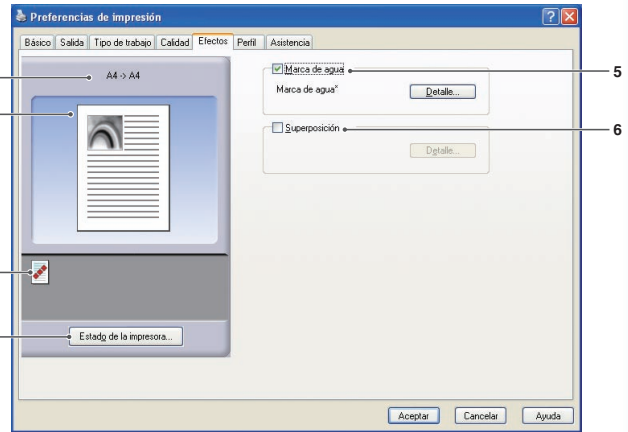 Preferencias de impresión
Básico Salida Tipo de trabajo Calidad Efectos Perfil Asistencia
A4 -> A4
Marca de agua 5
Marca de agua* Detalle...
Superposición 6
Detalle...
Estado de la impresora...
Aceptar Cancelar Ayuda